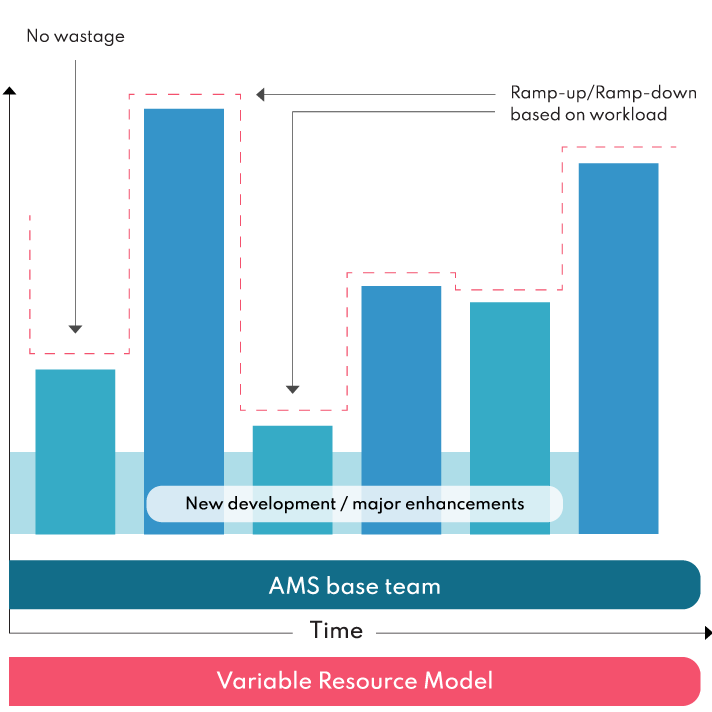 No wastage
Ramp-up/Ramp-down
based on workload
New development / major enhancements
AMS base team
Time
Variable Resource Model